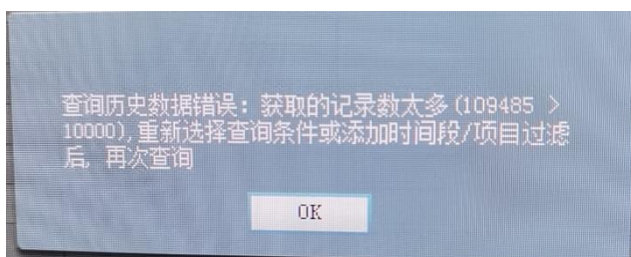 查询历史数据错误：获取的记录数太多(109485 >
10000),重新选择查询条件或添加时间段/项目过滤
后，再次查询
OK